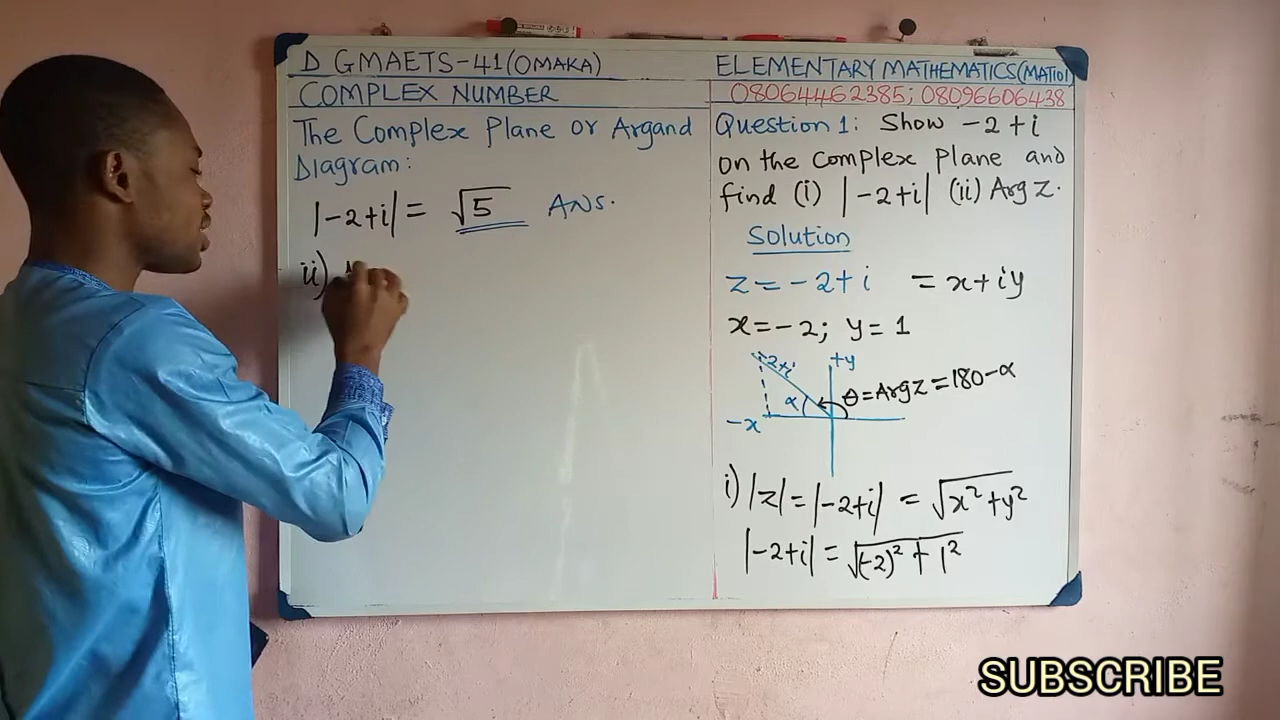 D GMAETS-41(OMAKA)
COMPLEX NUMBER
The Complex Plane or Argand
Diagram:
|-2+i| = √5 ANS.
ii)
ELEMENTARY MATHEMATICS(MAT101)
08064462385; 08096606438
Question 1: Show -2+i
on the complex plane and
find (i) |-2+i| (ii) Arg z.
Solution
z = -2+i = x+iy
x = -2; y = 1
-2+i
+y
α
θ = Arg z = 180-α
-x
i) |z| = |-2+i| = √x²+y²
|-2+i| = √(-2)² + 1²
SUBSCRIBE